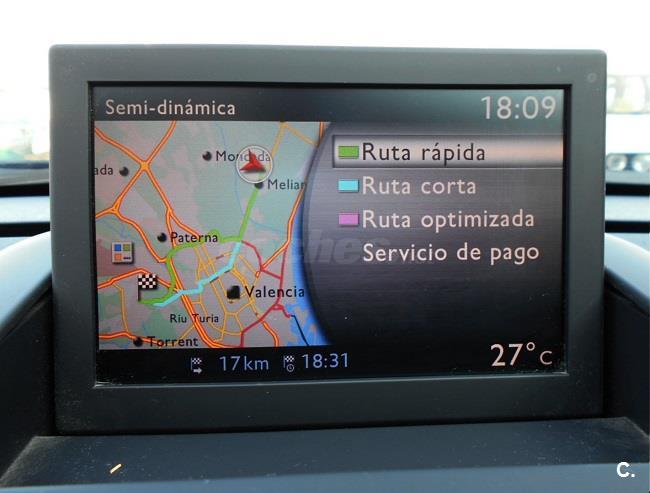 Semi-dinámica
18:09
Ruta rápida
Ruta corta
Ruta optimizada
Servicio de pago
ada
Moncada
Melian
Paterna
Valencia
Riu Turia
Torrent
17km
18:31
27°C
C.